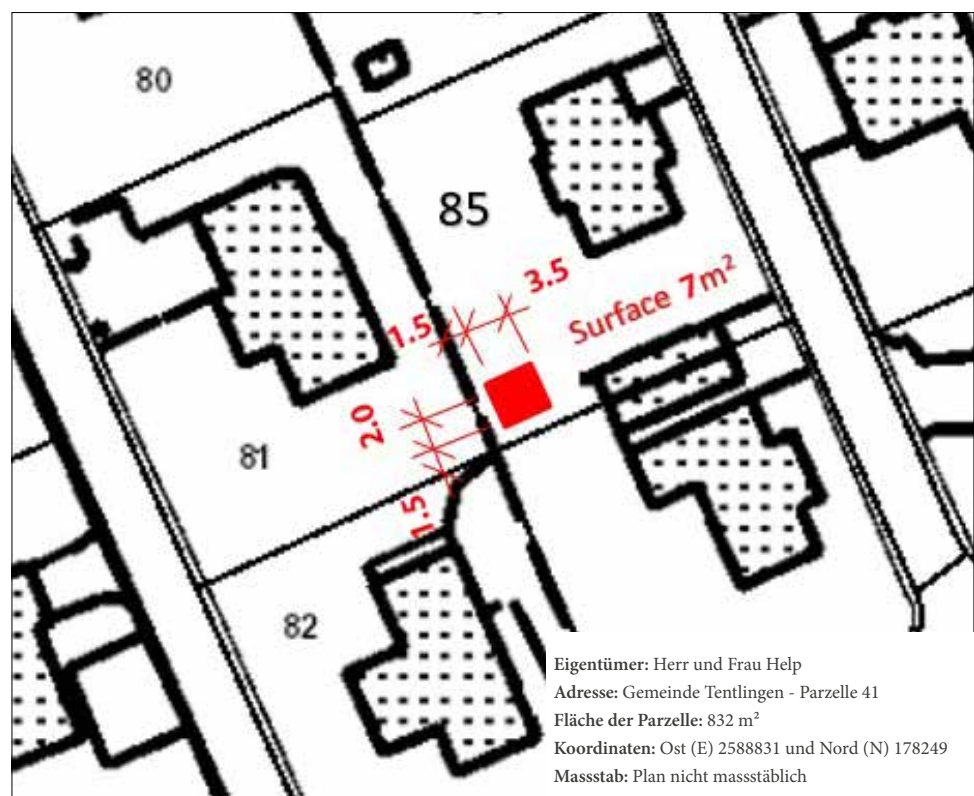 80
85
3.5
Surface 7m²
1.5
2.0
81
1.5
82
Eigentümer: Herr und Frau Help
Adresse: Gemeinde Tentlingen - Parzelle 41
Fläche der Parzelle: 832 m²
Koordinaten: Ost (E) 2588831 und Nord (N) 178249
Massstab: Plan nicht massstäblich